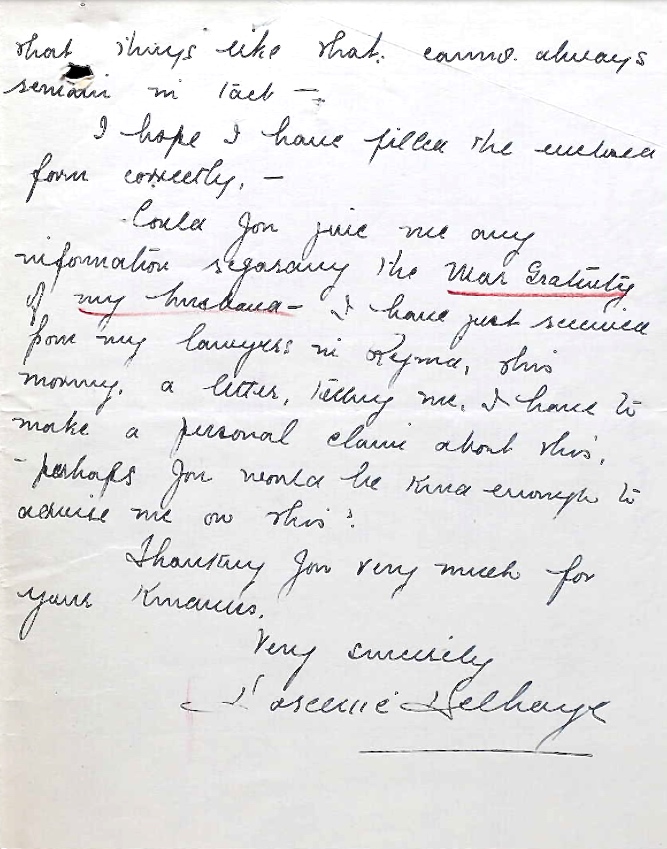 that things like that. cannot always
remain in tact —
I hope I have filled the enclosed
form correctly, —
Could you give me any
information regarding the War Gratuity
of my husband — I have just received
from my lawyers in Regina, this
morning, a letter, telling me, I have to
make a personal claim about this,
- perhaps you would be kind enough to
advise me on this?
Thanking you very much for
your kindness.
Very sincerely
Delhaye